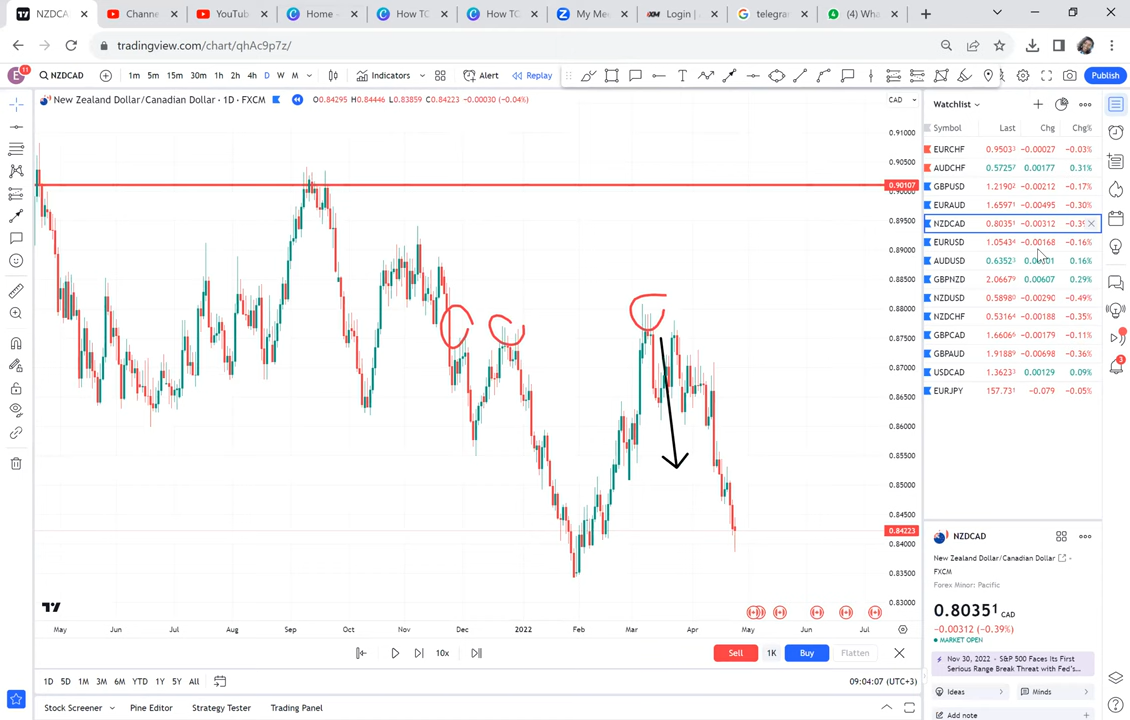 NZDCA
Channe
YouTUB
Home -
How TC
How TC
My Me
Login |
telegrar
(4) Wha
tradingview.com/chart/qhAc9p7z/
E 11
NZDCAD
1m 5m 15m 30m 1h 2h 4h D W M
Indicators
Alert
Replay
Publish
New Zealand Dollar/Canadian Dollar · 1D · FXCM
O0.84295 H0.84446 L0.83859 C0.84223 −0.00030 (−0.04%)
CAD
0.91000
0.90500
0.90107
0.90000
0.89500
0.89000
0.88500
0.88000
0.87500
0.87000
0.86500
0.86000
0.85500
0.85000
0.84500
0.84223
0.84000
0.83500
0.83000
May Jun Jul Aug Sep Oct Nov Dec 2022 Feb Mar Apr May Jun Jul
10x
Sell
1K
Buy
Flatten
1D 5D 1M 3M 6M YTD 1Y 5Y All
09:04:07 (UTC+3)
Stock Screener
Pine Editor
Strategy Tester
Trading Panel
Watchlist
Symbol Last Chg Chg%
EURCHF 0.9503³ −0.00027 −0.03%
AUDCHF 0.5725⁷ 0.00177 0.31%
GBPUSD 1.2190² −0.00212 −0.17%
EURAUD 1.6597¹ −0.00495 −0.30%
NZDCAD 0.8035¹ −0.00312
EURUSD 1.0543⁴ −0.00168 −0.16%
AUDUSD 0.6352³ 0.00101 0.16%
GBPNZD 2.0667⁹ 0.00607 0.29%
NZDUSD 0.5898⁰ −0.00290 −0.49%
NZDCHF 0.5316⁴ −0.00188 −0.35%
GBPCAD 1.6606⁹ −0.00179 −0.11%
GBPAUD 1.9188⁹ −0.00698 −0.36%
USDCAD 1.3623² 0.00129 0.09%
EURJPY 157.73¹ −0.079 −0.05%
NZDCAD
New Zealand Dollar/Canadian Dollar •
FXCM
Forex Minor: Pacific
0.80351 CAD
−0.00312 (−0.39%)
MARKET OPEN
Nov 30, 2022 • S&P 500 Faces Its First
Serious Range Break Threat with Fed's…
Ideas
Minds
Add note
3